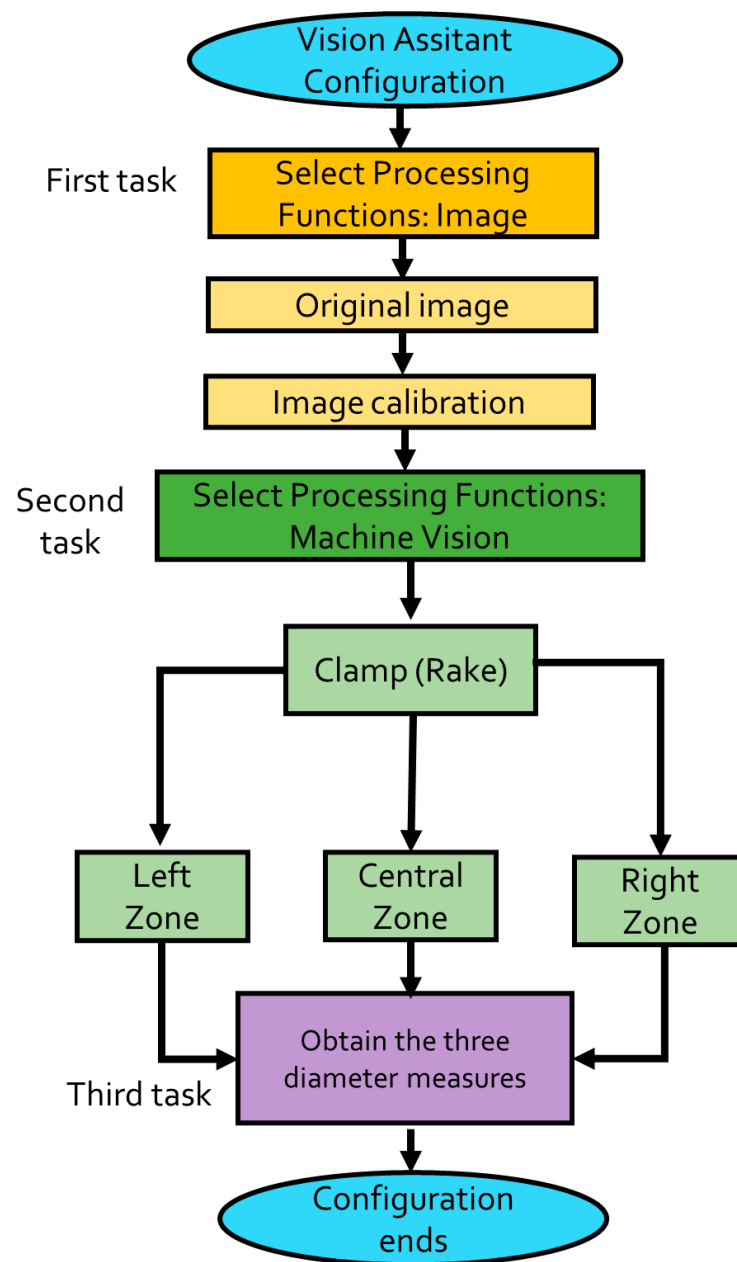 Vision Assitant
Configuration
First task
Select Processing
Functions: Image
Original image
Image calibration
Second
task
Select Processing Functions:
Machine Vision
Clamp (Rake)
Left
Zone
Central
Zone
Right
Zone
Obtain the three
diameter measures
Third task
Configuration
ends